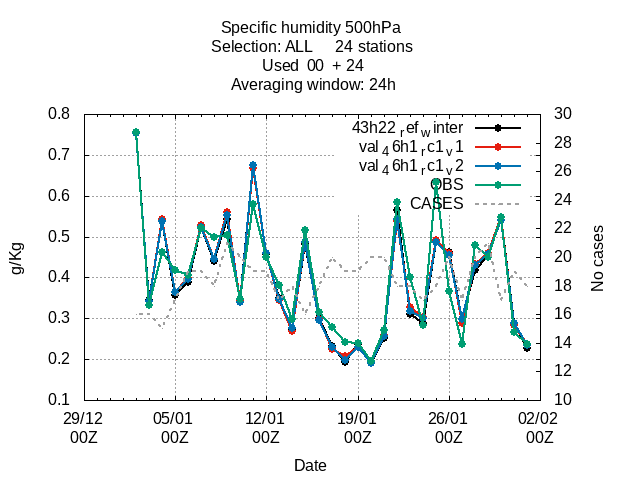 Specific humidity 500hPa
Selection: ALL     24 stations
Used  00  + 24
Averaging window: 24h
43h22_ref_winter
val_46h1_rc1_v1
val_46h1_rc1_v2
OBS
CASES
g/Kg
0.8
0.7
0.6
0.5
0.4
0.3
0.2
0.1
No cases
30
28
26
24
22
20
18
16
14
12
10
29/12 05/01 12/01 19/01 26/01 02/02
00Z 00Z 00Z 00Z 00Z 00Z
Date